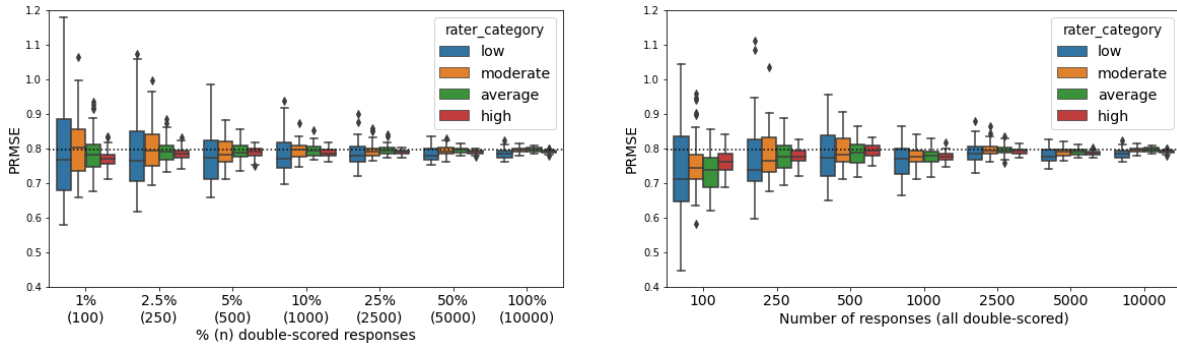 1.2
1.1
1.0
0.9
0.8
0.7
0.6
0.5
0.4
PRMSE
rater_category
low
moderate
average
high
1% 2.5% 5% 10% 25% 50% 100%
(100) (250) (500) (1000) (2500) (5000) (10000)
% (n) double-scored responses
1.2
1.1
1.0
0.9
0.8
0.7
0.6
0.5
0.4
PRMSE
rater_category
low
moderate
average
high
100 250 500 1000 2500 5000 10000
Number of responses (all double-scored)